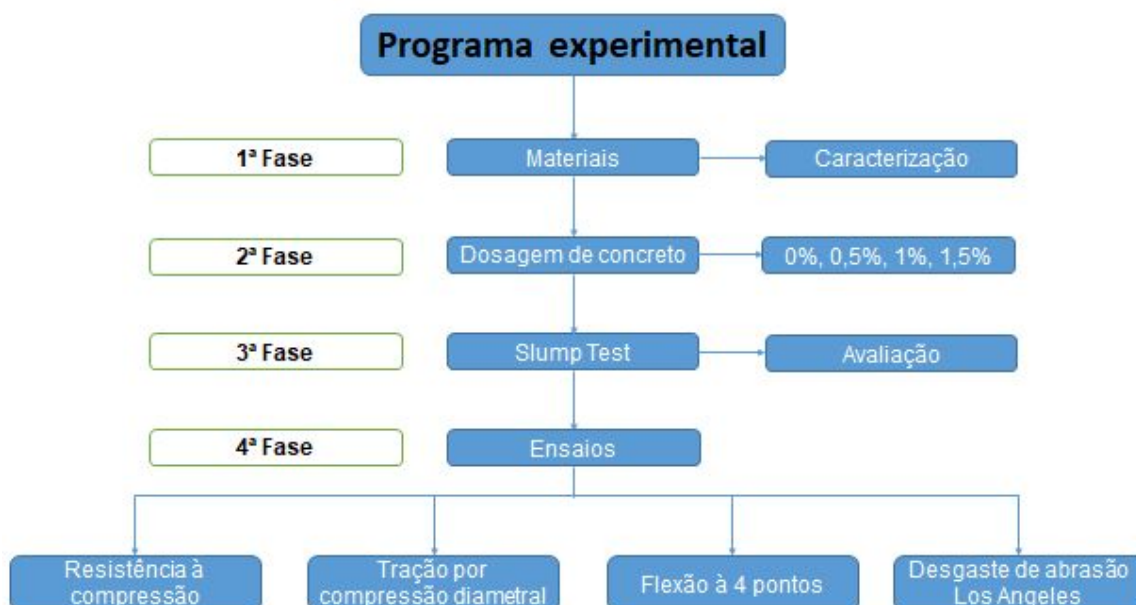 Programa experimental
1ª Fase
Materiais
Caracterização
2ª Fase
Dosagem de concreto
0%, 0,5%, 1%, 1,5%
3ª Fase
Slump Test
Avaliação
4ª Fase
Ensaios
Resistência à
compressão
Tração por
compressão diametral
Flexão à 4 pontos
Desgaste de abrasão
Los Angeles